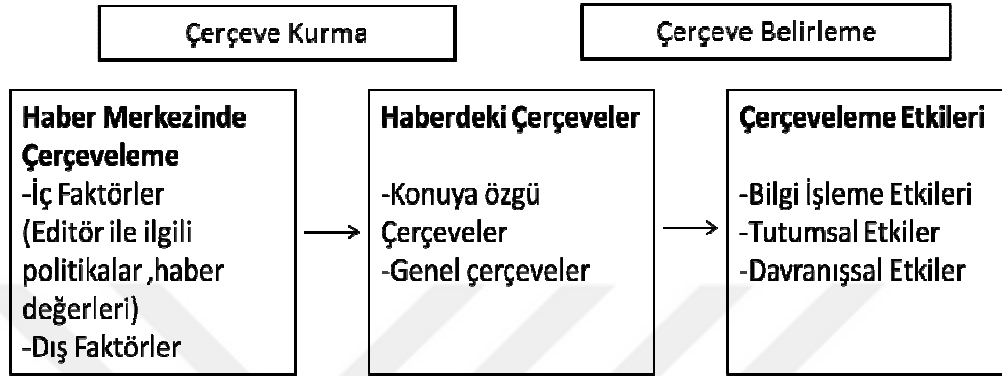 Çerçeve Kurma
Çerçeve Belirleme
Haber Merkezinde
Çerçeveleme
-İç Faktörler
(Editör ile ilgili
politikalar ,haber
değerleri)
-Dış Faktörler
Haberdeki Çerçeveler
-Konuya özgü
Çerçeveler
-Genel çerçeveler
Çerçeveleme Etkileri
-Bilgi İşleme Etkileri
-Tutumsal Etkiler
-Davranışsal Etkiler